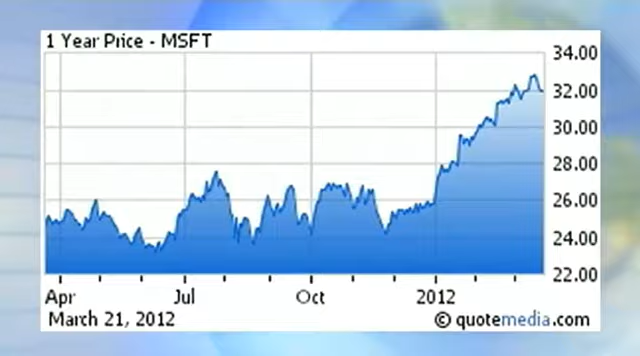 1 Year Price - MSFT
34.00
32.00
30.00
28.00
26.00
24.00
22.00
Apr Jul Oct 2012
March 21, 2012 © quotemedia.com